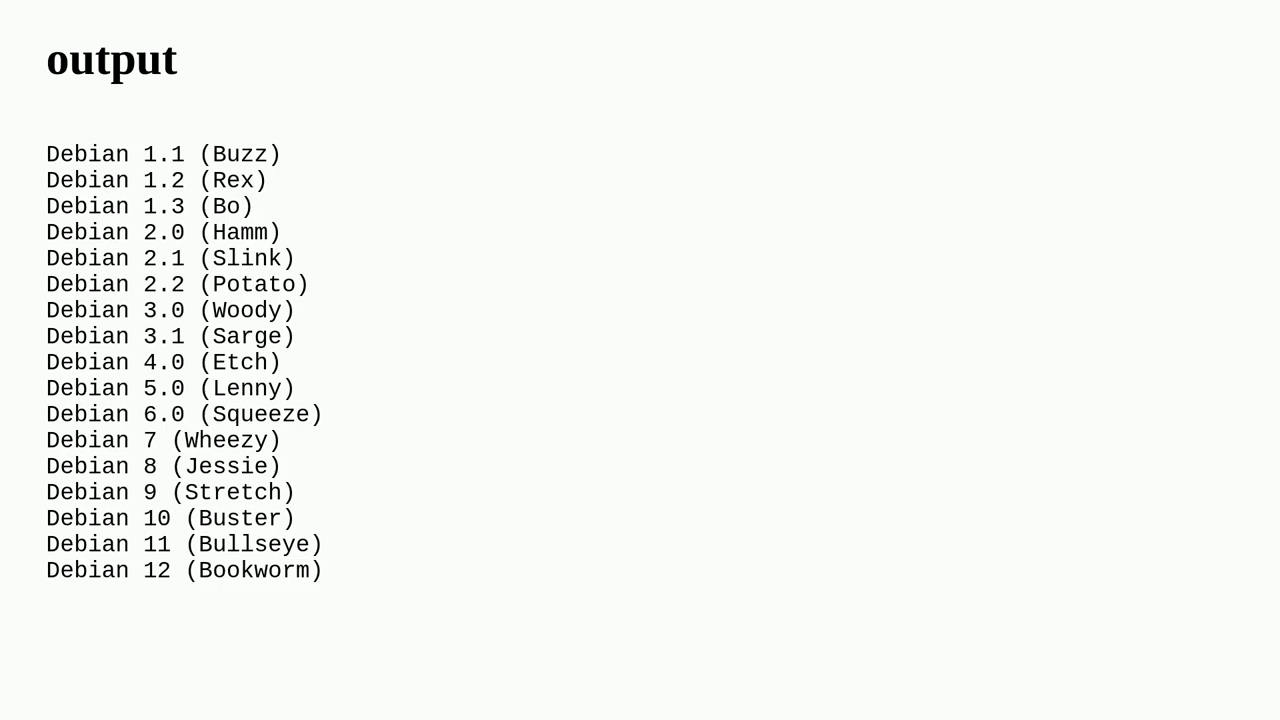 output
Debian 1.1 (Buzz)
Debian 1.2 (Rex)
Debian 1.3 (Bo)
Debian 2.0 (Hamm)
Debian 2.1 (Slink)
Debian 2.2 (Potato)
Debian 3.0 (Woody)
Debian 3.1 (Sarge)
Debian 4.0 (Etch)
Debian 5.0 (Lenny)
Debian 6.0 (Squeeze)
Debian 7 (Wheezy)
Debian 8 (Jessie)
Debian 9 (Stretch)
Debian 10 (Buster)
Debian 11 (Bullseye)
Debian 12 (Bookworm)